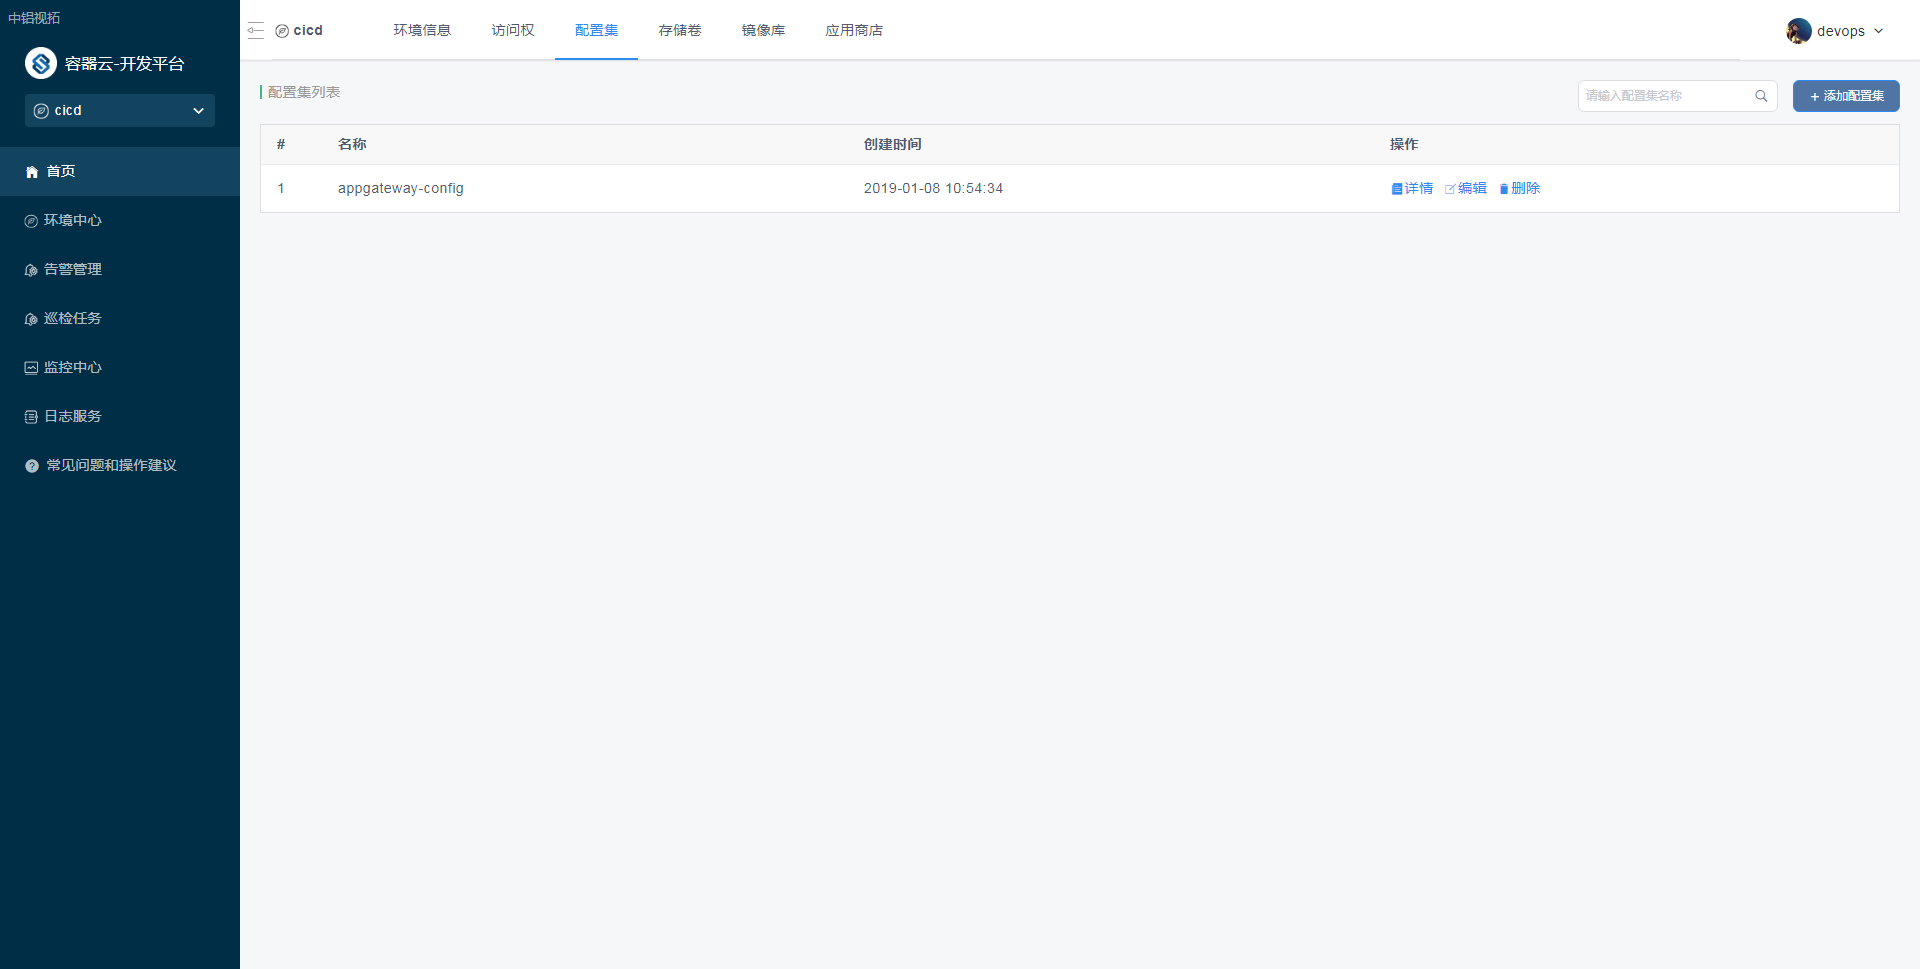 中铝视拓
容器云-开发平台
cicd
首页
环境中心
告警管理
巡检任务
监控中心
日志服务
常见问题和操作建议
cicd 环境信息 访问权 配置集 存储卷 镜像库 应用商店 devops
配置集列表 请输入配置集名称 + 添加配置集
# 名称 创建时间 操作
1 appgateway-config 2019-01-08 10:54:34 详情 编辑 删除